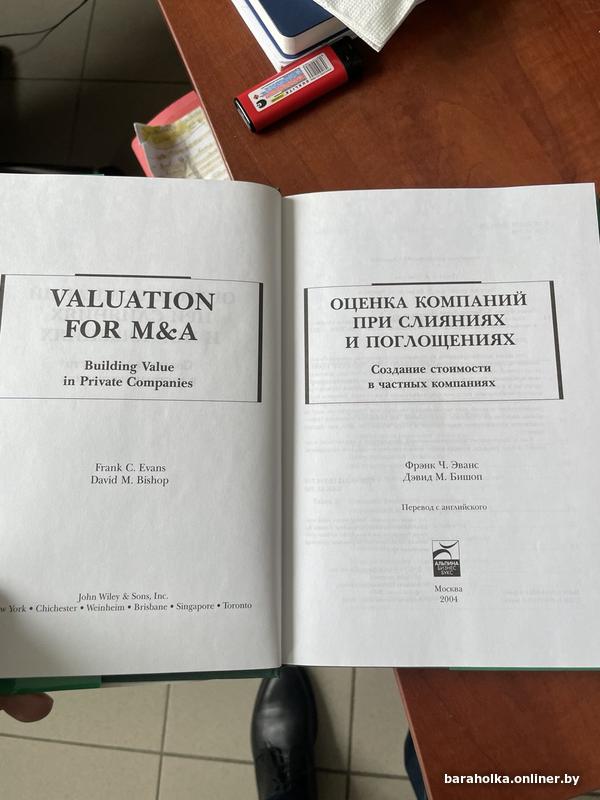 VALUATION
FOR M&A
Building Value
in Private Companies
Frank C. Evans
David M. Bishop
John Wiley & Sons, Inc.
York • Chichester • Weinheim • Brisbane • Singapore • Toronto
ОЦЕНКА КОМПАНИЙ
ПРИ СЛИЯНИЯХ
И ПОГЛОЩЕНИЯХ
Создание стоимости
в частных компаниях
Фрэнк Ч. Эванс
Дэвид М. Бишоп
Перевод с английского
АЛЬПИНА
БИЗНЕС
БУКС
Москва
2004
baraholka.onliner.by